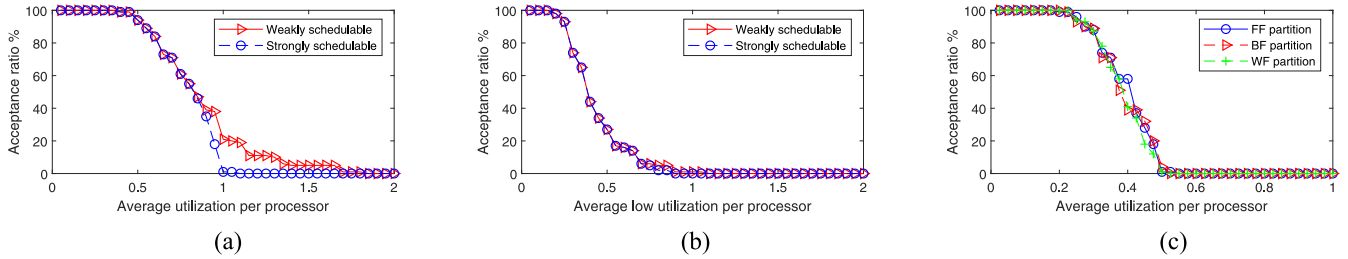 100
80
60
40
20
0
Acceptance ratio %
Weakly schedulable
Strongly schedulable
0
0.5
1
1.5
2
Average utilization per processor
(a)
100
80
60
40
20
0
Acceptance ratio %
Weakly schedulable
Strongly schedulable
0
0.5
1
1.5
2
Average low utilization per processor
(b)
100
80
60
40
20
0
Acceptance ratio %
FF partition
BF partition
WF partition
0
0.2
0.4
0.6
0.8
1
Average utilization per processor
(c)